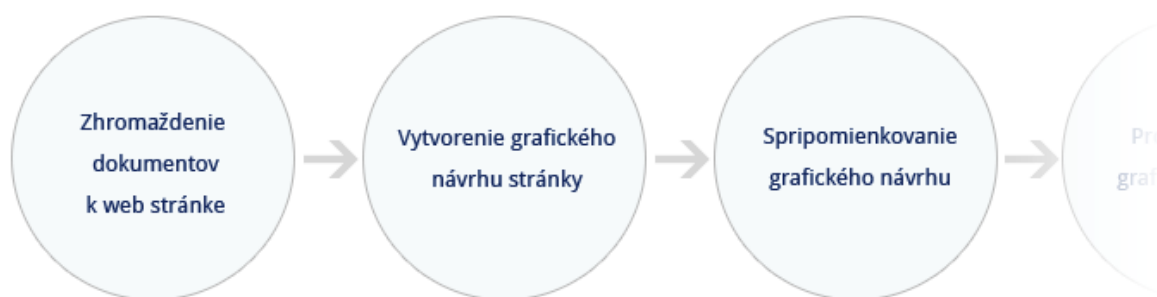 Zhromaždenie
dokumentov
k web stránke
Vytvorenie grafického
návrhu stránky
Spripomienkovanie
grafického návrhu